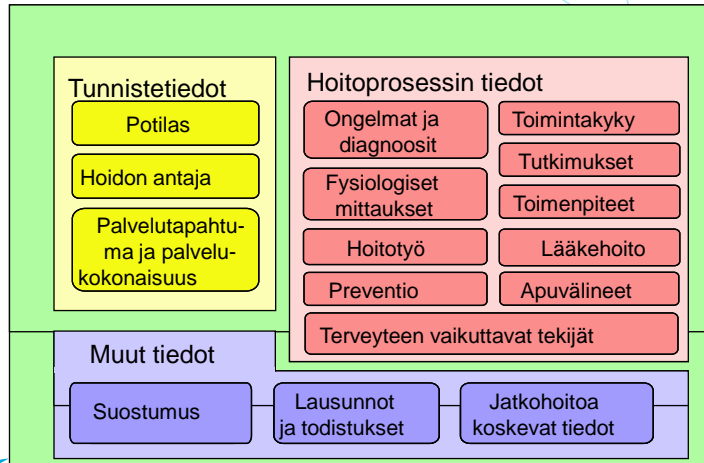 Tunnistetiedot
Potilas
Hoidon antaja
Palvelutapahtu-
ma ja palvelu-
kokonaisuus
Hoitoprosessin tiedot
Ongelmat ja
diagnoosit
Fysiologiset
mittaukset
Hoitotyö
Preventio
Toimintakyky
Tutkimukset
Toimenpiteet
Lääkehoito
Apuvälineet
Terveyteen vaikuttavat tekijät
Muut tiedot
Suostumus
Lausunnot
ja todistukset
Jatkohoitoa
koskevat tiedot